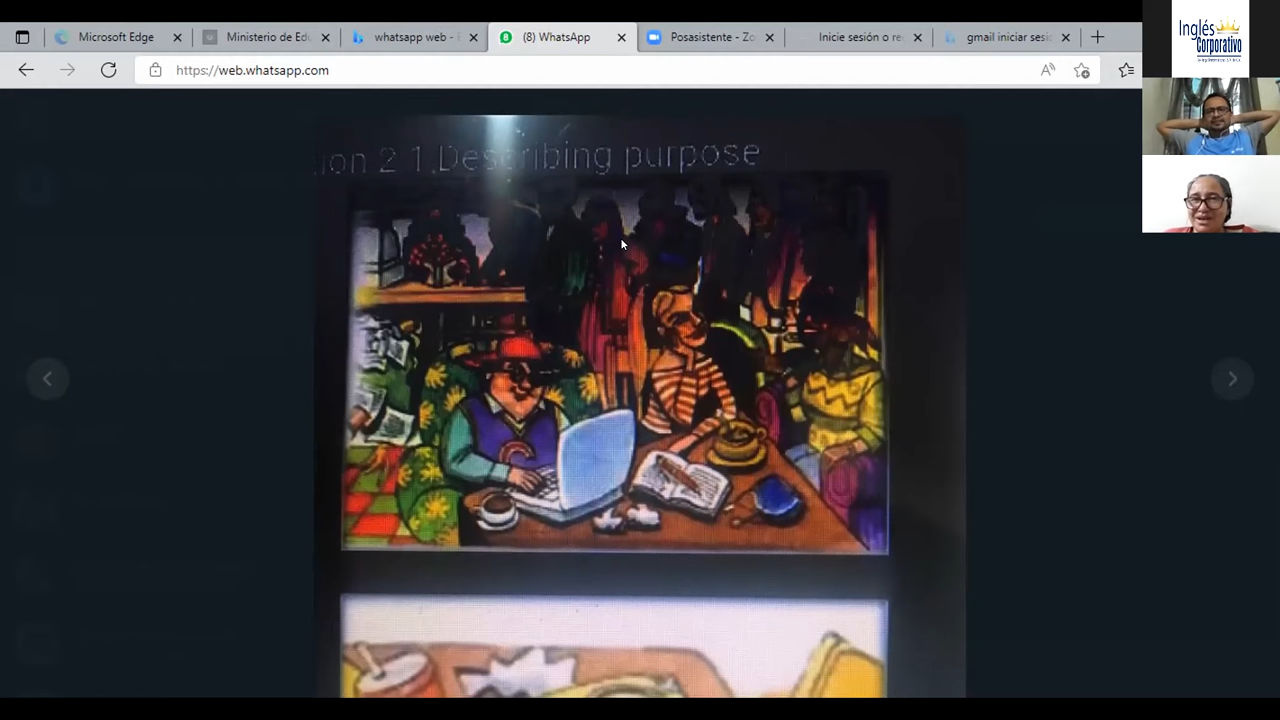 Microsoft Edge
Ministerio de Edu
whatsapp web -
(8) WhatsApp
Posasistente - Zo
Inicie sesión o re
gmail iniciar sesi
https://web.whatsapp.com
Inglés
Corporativo
ion 2 1.Describing purpose